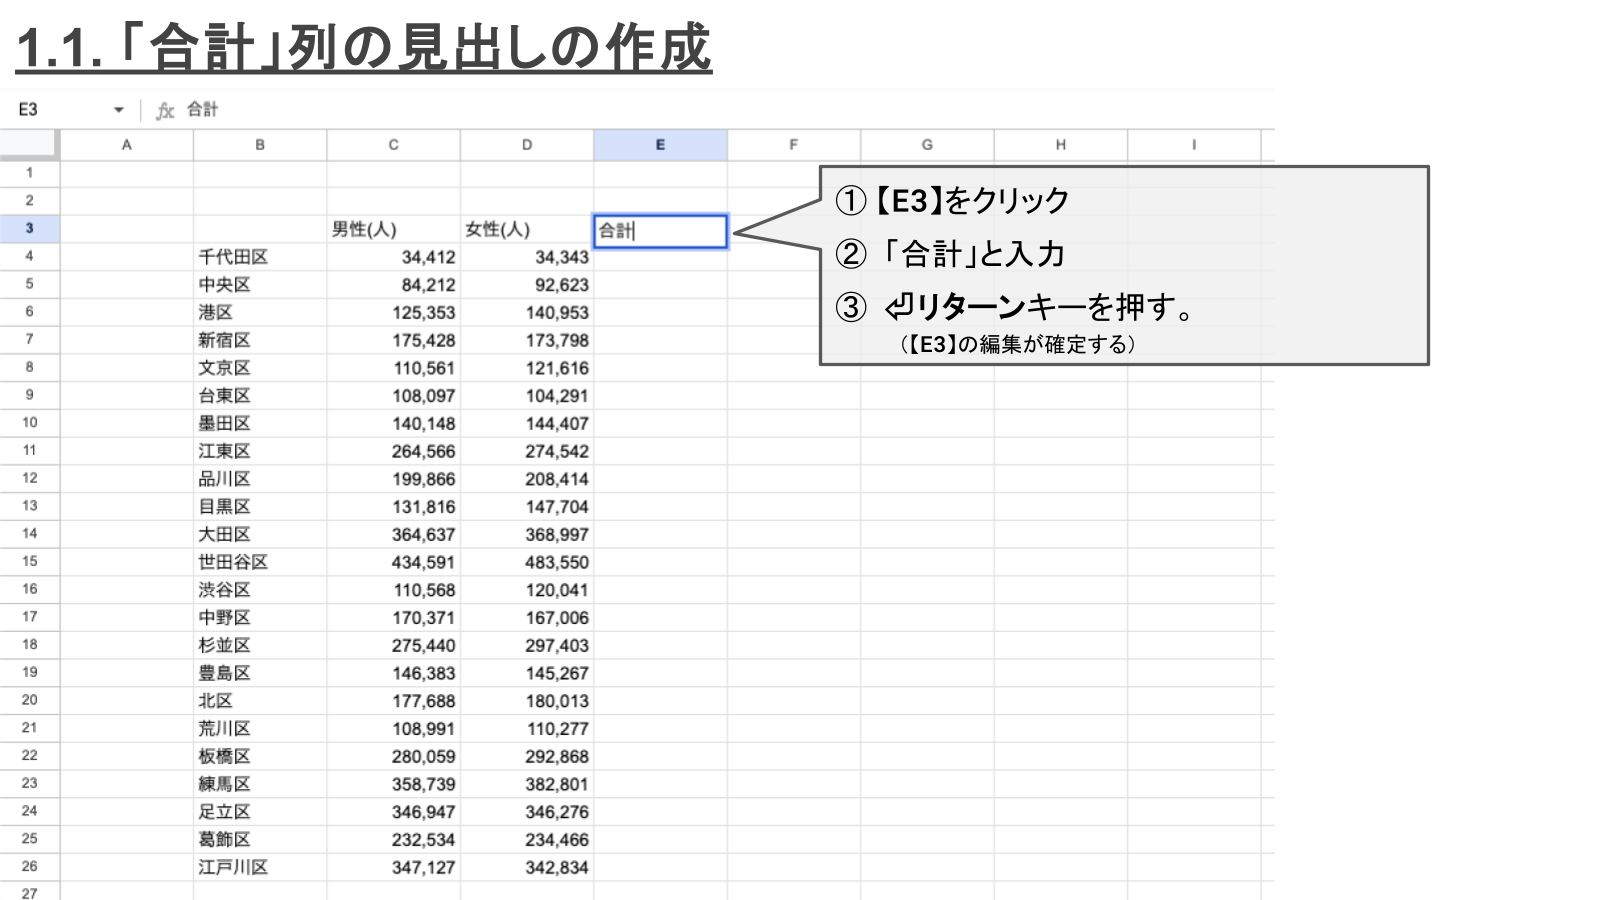 1.1. 「合計」列の見出しの作成
E3 fx 合計
A B C D E F G H I
1
2
3 男性(人) 女性(人) 合計
4 千代田区 34,412 34,343
5 中央区 84,212 92,623
6 港区 125,353 140,953
7 新宿区 175,428 173,798
8 文京区 110,561 121,616
9 台東区 108,097 104,291
10 墨田区 140,148 144,407
11 江東区 264,566 274,542
12 品川区 199,866 208,414
13 目黒区 131,816 147,704
14 大田区 364,637 368,997
15 世田谷区 434,591 483,550
16 渋谷区 110,568 120,041
17 中野区 170,371 167,006
18 杉並区 275,440 297,403
19 豊島区 146,383 145,267
20 北区 177,688 180,013
21 荒川区 108,991 110,277
22 板橋区 280,059 292,868
23 練馬区 358,739 382,801
24 足立区 346,947 346,276
25 葛飾区 232,534 234,466
26 江戸川区 347,127 342,834
27
①【E3】をクリック
② 「合計」と入力
③ ⏎リターンキーを押す。
（【E3】の編集が確定する）